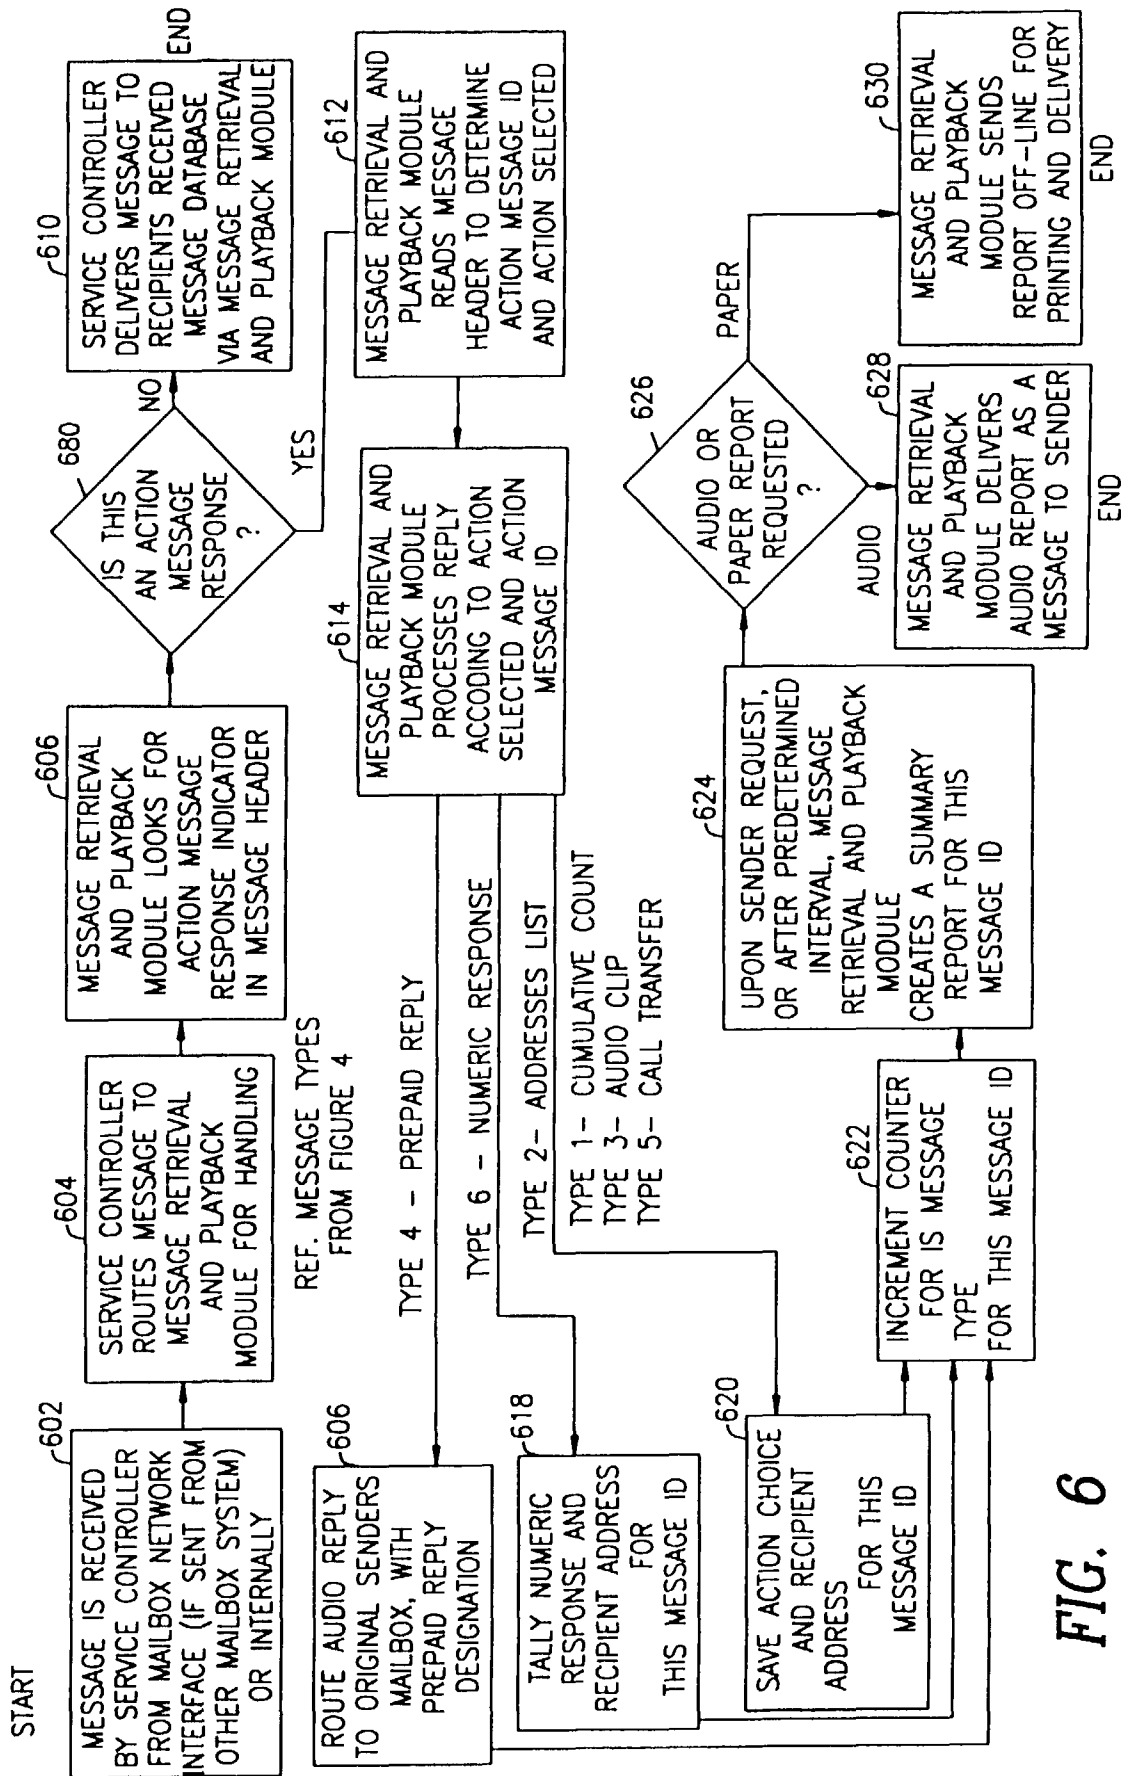 START
602
MESSAGE IS RECEIVED
BY SERVICE CONTROLLER
FROM MAILBOX NETWORK
INTERFACE (IF SENT FROM
OTHER MAILBOX SYSTEM)
OR INTERNALLY
604
SERVICE CONTROLLER
ROUTES MESSAGE TO
MESSAGE RETRIEVAL
AND PLAYBACK
MODULE FOR HANDLING
606
MESSAGE RETRIEVAL
AND PLAYBACK
MODULE LOOKS FOR
ACTION MESSAGE
RESPONSE INDICATOR
IN MESSAGE HEADER
680
IS THIS
AN ACTION
MESSAGE
RESPONSE
?
NO
YES
610
SERVICE CONTROLLER
DELIVERS MESSAGE TO
RECIPIENTS RECEIVED
MESSAGE DATABASE
VIA MESSAGE RETRIEVAL
AND PLAYBACK MODULE
END
612
MESSAGE RETRIEVAL AND
PLAYBACK MODULE
READS MESSAGE
HEADER TO DETERMINE
ACTION MESSAGE ID
AND ACTION SELECTED
614
MESSAGE RETRIEVAL AND
PLAYBACK MODULE
PROCESSES REPLY
ACCODING TO ACTION
SELECTED AND ACTION
MESSAGE ID
REF. MESSAGE TYPES
FROM FIGURE 4
TYPE 4 - PREPAID REPLY
TYPE 6 - NUMERIC RESPONSE
TYPE 2- ADDRESSES LIST
TYPE 1- CUMULATIVE COUNT
TYPE 3- AUDIO CLIP
TYPE 5- CALL TRANSFER
606
ROUTE AUDIO REPLY
TO ORIGINAL SENDERS
MAILBOX, WITH
PREPAID REPLY
DESIGNATION
618
TALLY NUMERIC
RESPONSE AND
RECIPIENT ADDRESS
FOR
THIS MESSAGE ID
620
SAVE ACTION CHOICE
AND RECIPIENT
ADDRESS
FOR THIS
MESSAGE ID
622
INCREMENT COUNTER
FOR IS MESSAGE
TYPE
FOR THIS MESSAGE ID
624
UPON SENDER REQUEST,
OR AFTER PREDETERMINED
INTERVAL, MESSAGE
RETRIEVAL AND PLAYBACK
MODULE
CREATES A SUMMARY
REPORT FOR THIS
MESSAGE ID
626
AUDIO OR
PAPER REPORT
REQUESTED
?
AUDIO
PAPER
628
MESSAGE RETRIEVAL
AND PLAYBACK
MODULE DELIVERS
AUDIO REPORT AS A
MESSAGE TO SENDER
END
630
MESSAGE RETRIEVAL
AND PLAYBACK
MODULE SENDS
REPORT OFF-LINE FOR
PRINTING AND DELIVERY
END
FIG. 6